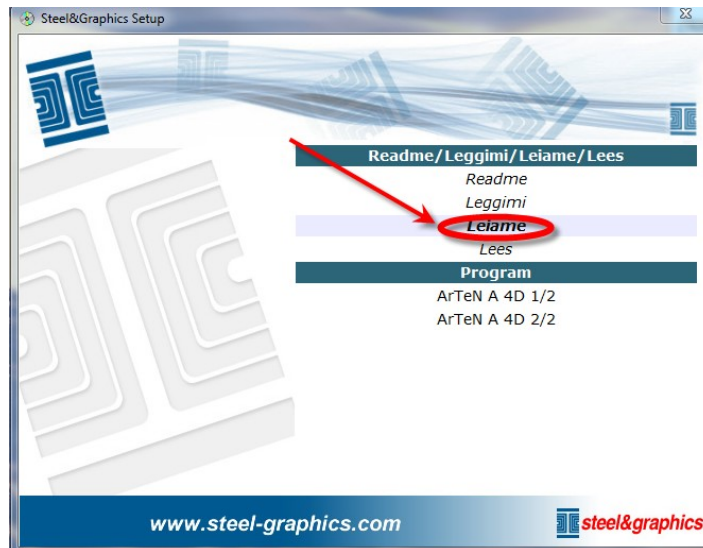 Steel&Graphics Setup
Readme/Leggimi/Leiame/Lees
Readme
Leggimi
Leiame
Lees
Program
ArTeN A 4D 1/2
ArTeN A 4D 2/2
www.steel-graphics.com
steel&graphics